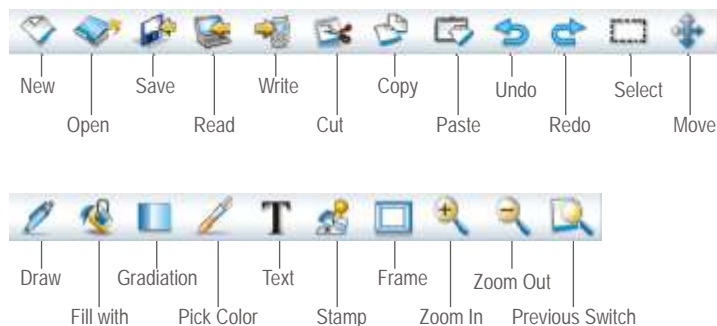 New Save Write Copy Undo Select
Open Read Cut Paste Redo Move
Draw Gradiation Text Frame Zoom Out
Fill with Pick Color Stamp Zoom In Previous Switch